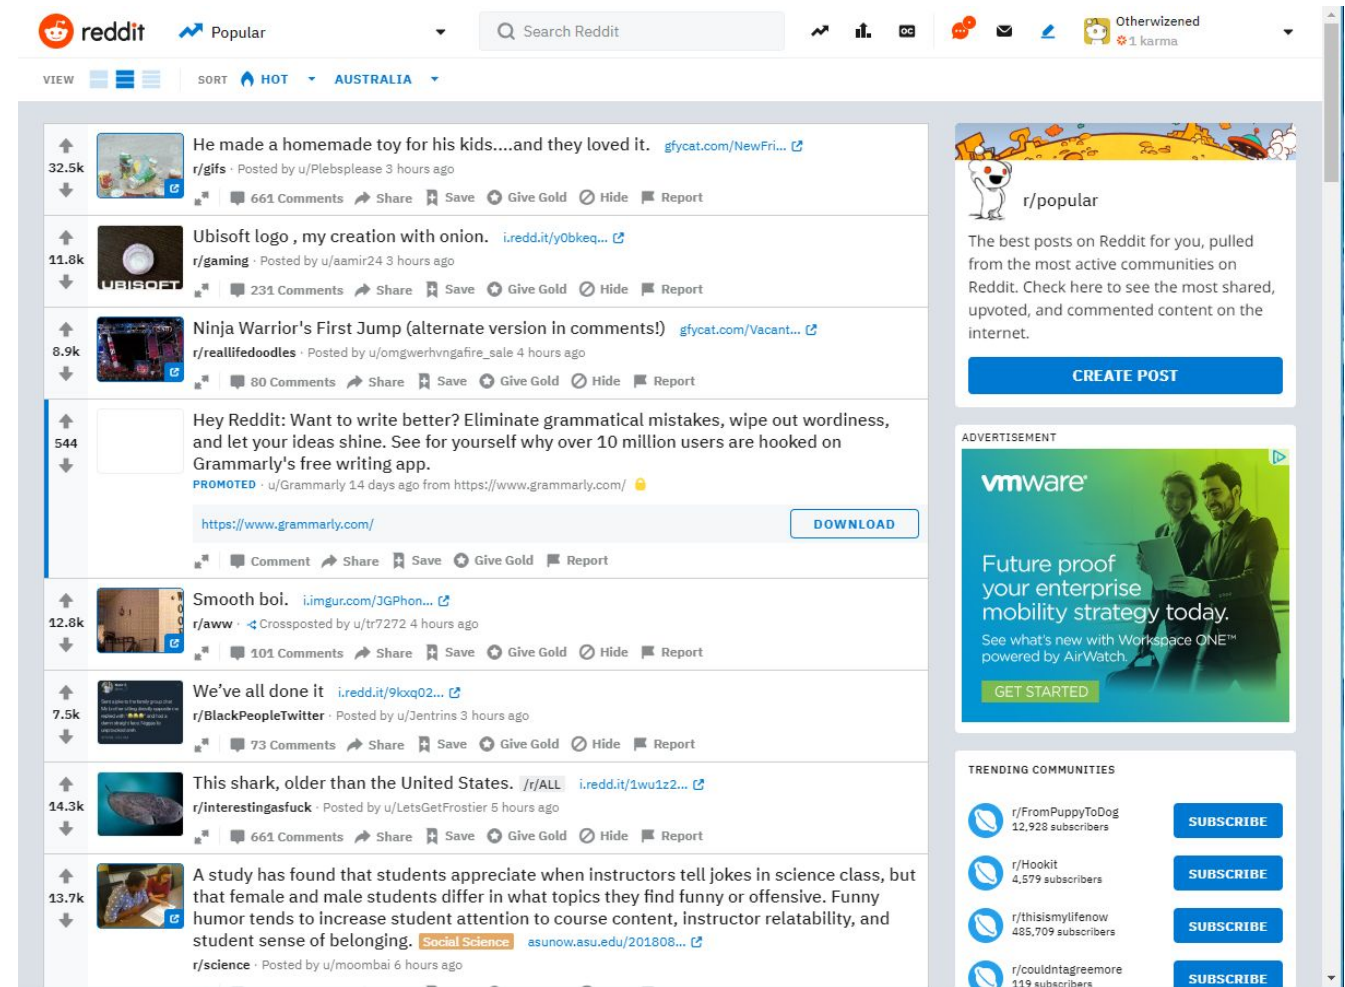 reddit Popular Search Reddit OC Otherwizened
1 karma
VIEW SORT HOT AUSTRALIA
32.5k
He made a homemade toy for his kids....and they loved it. gfycat.com/NewFri...
r/gifs · Posted by u/Plebsplease 3 hours ago
661 Comments Share Save Give Gold Hide Report
11.8k
UBISOFT
Ubisoft logo , my creation with onion. i.redd.it/y0bkeq...
r/gaming · Posted by u/aamir24 3 hours ago
231 Comments Share Save Give Gold Hide Report
8.9k
Ninja Warrior's First Jump (alternate version in comments!) gfycat.com/Vacant...
r/reallifedoodles · Posted by u/omgwerhvngafire_sale 4 hours ago
80 Comments Share Save Give Gold Hide Report
544
Hey Reddit: Want to write better? Eliminate grammatical mistakes, wipe out wordiness,
and let your ideas shine. See for yourself why over 10 million users are hooked on
Grammarly's free writing app.
PROMOTED · u/Grammarly 14 days ago from https://www.grammarly.com/
https://www.grammarly.com/ DOWNLOAD
Comment Share Save Give Gold Report
12.8k
Smooth boi. i.imgur.com/JGPhon...
r/aww · Crossposted by u/tr7272 4 hours ago
101 Comments Share Save Give Gold Hide Report
7.5k
We've all done it i.redd.it/9kxq02...
r/BlackPeopleTwitter · Posted by u/Jentrins 3 hours ago
73 Comments Share Save Give Gold Hide Report
14.3k
This shark, older than the United States. /r/ALL i.redd.it/1wu1z2...
r/interestingasfuck · Posted by u/LetsGetFrostier 5 hours ago
661 Comments Share Save Give Gold Hide Report
13.7k
A study has found that students appreciate when instructors tell jokes in science class, but
that female and male students differ in what topics they find funny or offensive. Funny
humor tends to increase student attention to course content, instructor relatability, and
student sense of belonging. Social Science asunow.asu.edu/201808...
r/science · Posted by u/moombai 6 hours ago
r/popular
The best posts on Reddit for you, pulled
from the most active communities on
Reddit. Check here to see the most shared,
upvoted, and commented content on the
internet.
CREATE POST
ADVERTISEMENT
vmware
Future proof
your enterprise
mobility strategy today.
See what's new with Workspace ONE™
powered by AirWatch.
GET STARTED
TRENDING COMMUNITIES
r/FromPuppyToDog
12,928 subscribers
SUBSCRIBE
r/Hookit
4,579 subscribers
SUBSCRIBE
r/thisismylifenow
485,709 subscribers
SUBSCRIBE
r/couldntagreemore
119 subscribers
SUBSCRIBE